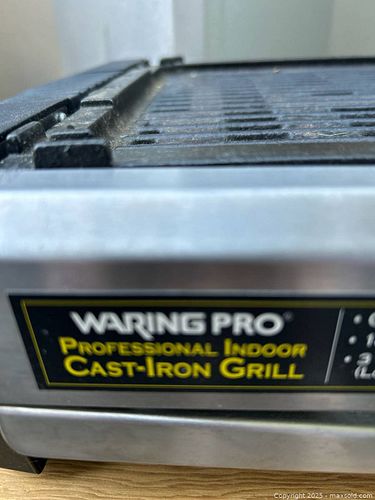 WARING PRO®
PROFESSIONAL INDOOR
CAST-IRON GRILL
Copyright 2025 - maxsold.com